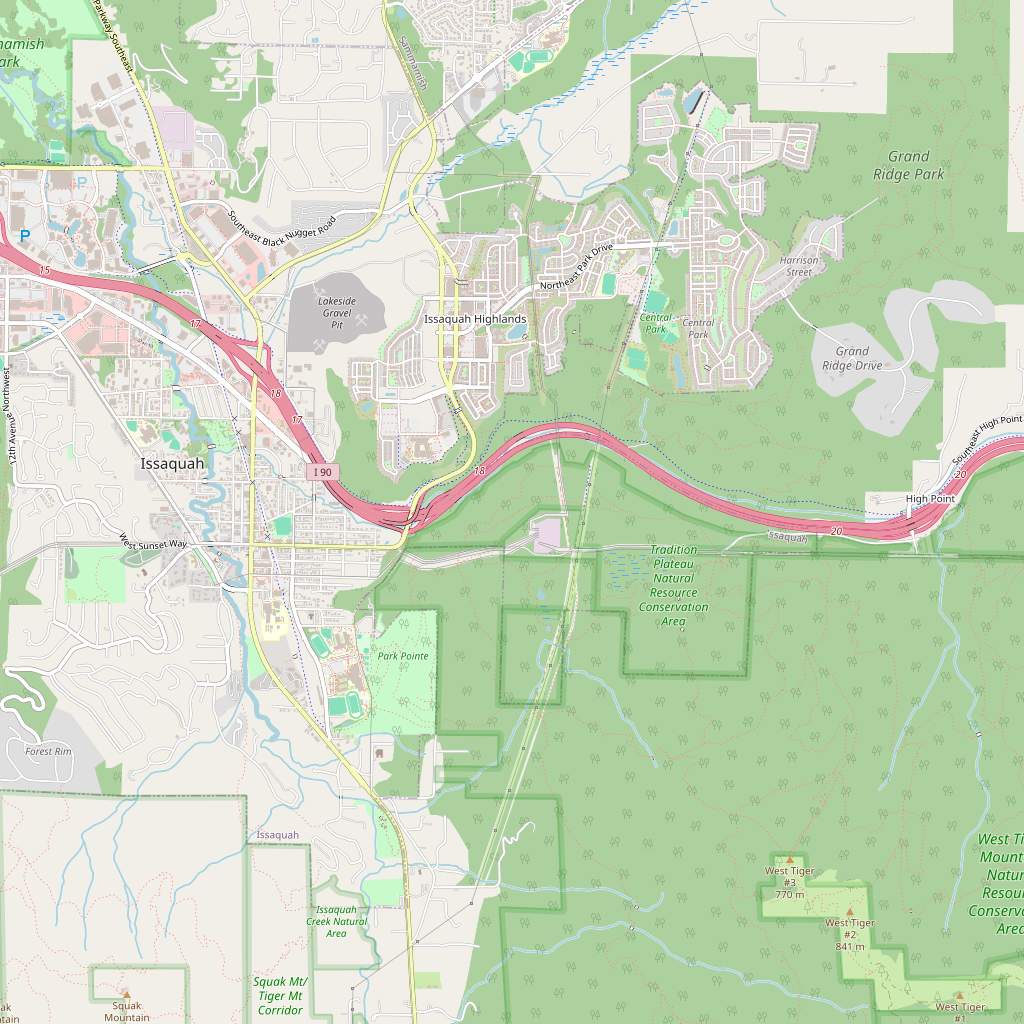 Parkway Southeast
Sammamish
Grand
Ridge Park
Southeast Black Nugget Road
P
P
15
17
Northeast Park Drive
Harrison
Street
Lakeside
Gravel
Pit
Issaquah Highlands
Central
Park
Central
Park
Grand
Ridge Drive
18
17
12th Avenue Northwest
Southeast High Point
Issaquah
I 90
18
20
High Point
20
Issaquah
West Sunset Way
Tradition
Plateau
Natural
Resource
Conservation
Area
Park Pointe
Forest Rim
Issaquah
West Tiger
#3
770 m
West Tiger
#2
841 m
Issaquah
Creek Natural
Area
Squak Mt/
Tiger Mt
Corridor
Squak
Mountain
West Tiger
#1